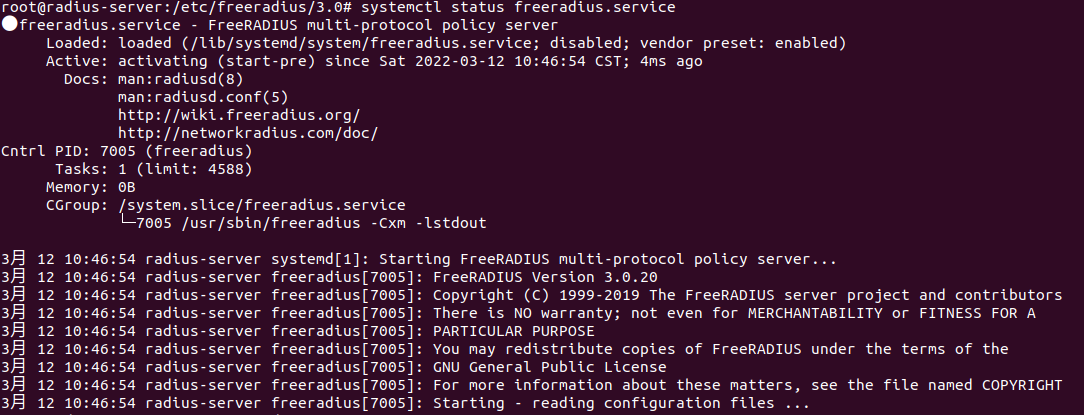 root@radius-server:/etc/freeradius/3.0# systemctl status freeradius.service
●freeradius.service - FreeRADIUS multi-protocol policy server
     Loaded: loaded (/lib/systemd/system/freeradius.service; disabled; vendor preset: enabled)
     Active: activating (start-pre) since Sat 2022-03-12 10:46:54 CST; 4ms ago
       Docs: man:radiusd(8)
             man:radiusd.conf(5)
             http://wiki.freeradius.org/
             http://networkradius.com/doc/
Cntrl PID: 7005 (freeradius)
      Tasks: 1 (limit: 4588)
     Memory: 0B
     CGroup: /system.slice/freeradius.service
             └─7005 /usr/sbin/freeradius -Cxm -lstdout
3月 12 10:46:54 radius-server systemd[1]: Starting FreeRADIUS multi-protocol policy server...
3月 12 10:46:54 radius-server freeradius[7005]: FreeRADIUS Version 3.0.20
3月 12 10:46:54 radius-server freeradius[7005]: Copyright (C) 1999-2019 The FreeRADIUS server project and contributors
3月 12 10:46:54 radius-server freeradius[7005]: There is NO warranty; not even for MERCHANTABILITY or FITNESS FOR A
3月 12 10:46:54 radius-server freeradius[7005]: PARTICULAR PURPOSE
3月 12 10:46:54 radius-server freeradius[7005]: You may redistribute copies of FreeRADIUS under the terms of the
3月 12 10:46:54 radius-server freeradius[7005]: GNU General Public License
3月 12 10:46:54 radius-server freeradius[7005]: For more information about these matters, see the file named COPYRIGHT
3月 12 10:46:54 radius-server freeradius[7005]: Starting - reading configuration files ...